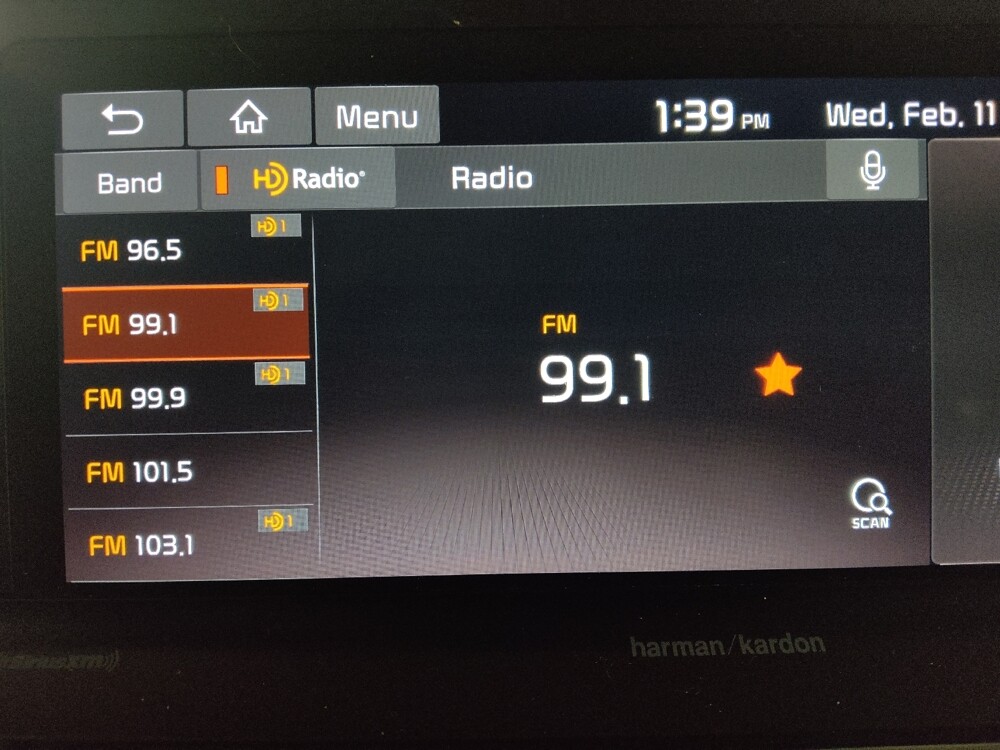 Menu
1:39 PM
Wed, Feb. 11
Band
HD Radio®
Radio
HD 1
FM 96.5
HD 1
FM 99.1
HD 1
FM 99.9
FM 101.5
HD 1
FM 103.1
FM
99.1
SCAN
harman/kardon
siriusxm